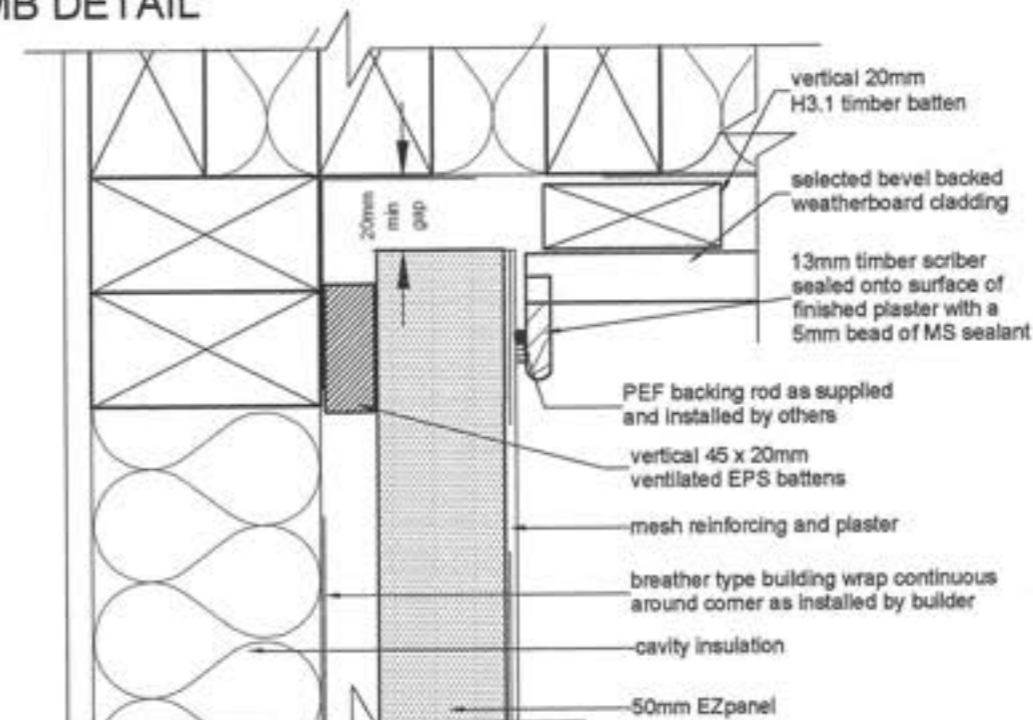 MB DETAIL
vertical 20mm
H3.1 timber batten
selected bevel backed
weatherboard cladding
20mm
min
gap
13mm timber scriber
sealed onto surface of
finished plaster with a
5mm bead of MS sealant
PEF backing rod as supplied
and installed by others
vertical 45 x 20mm
ventilated EPS battens
mesh reinforcing and plaster
breather type building wrap continuous
around corner as installed by builder
cavity insulation
50mm EZpanel